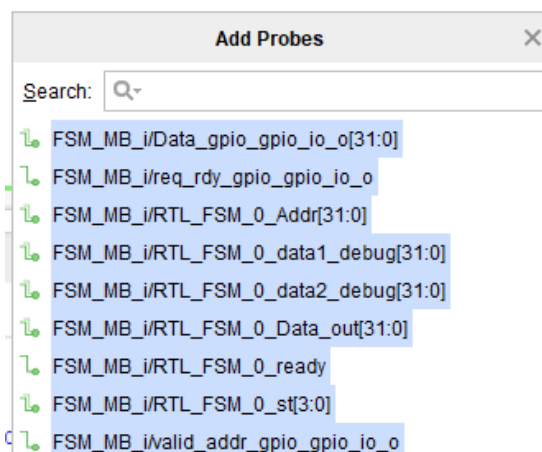 Add Probes
Search:
FSM_MB_i/Data_gpio_gpio_io_o[31:0]
FSM_MB_i/req_rdy_gpio_gpio_io_o
FSM_MB_i/RTL_FSM_0_Addr[31:0]
FSM_MB_i/RTL_FSM_0_data1_debug[31:0]
FSM_MB_i/RTL_FSM_0_data2_debug[31:0]
FSM_MB_i/RTL_FSM_0_Data_out[31:0]
FSM_MB_i/RTL_FSM_0_ready
FSM_MB_i/RTL_FSM_0_st[3:0]
FSM_MB_i/valid_addr_gpio_gpio_io_o